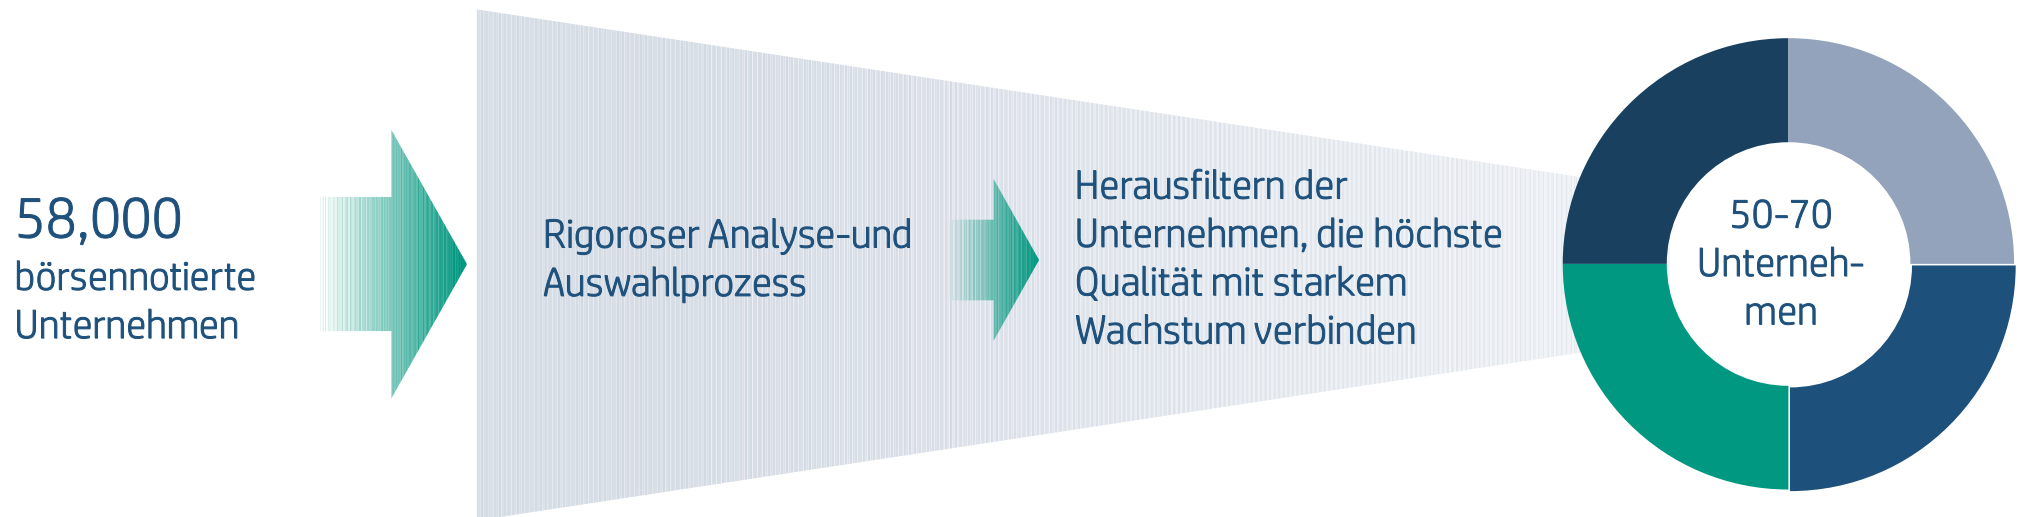 58,000
börsennotierte
Unternehmen
Rigoroser Analyse-und
Auswahlprozess
Herausfiltern der
Unternehmen, die höchste
Qualität mit starkem
Wachstum verbinden
50-70
Unterneh-
men